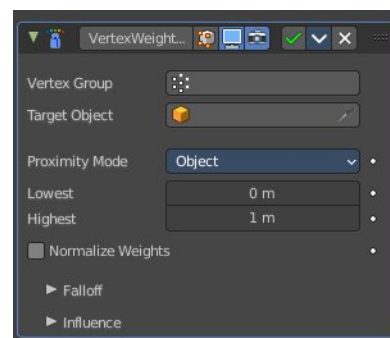 VertexWeight...
Vertex Group
Target Object
Proximity Mode Object
Lowest 0 m
Highest 1 m
Normalize Weights
Falloff
Influence